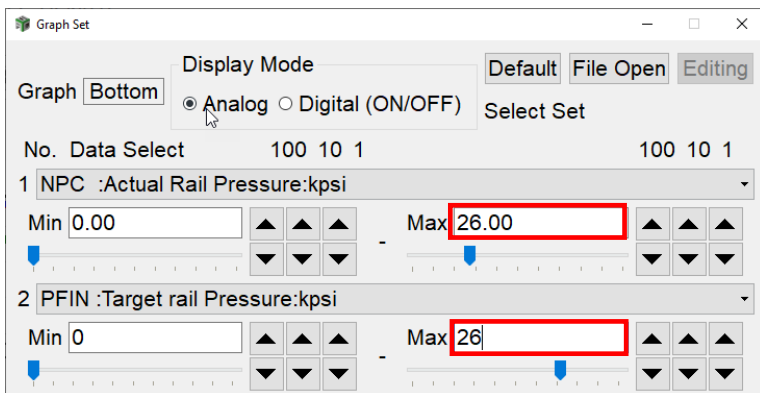 Graph Set
Display Mode
Default File Open Editing
Graph Bottom
Analog Digital (ON/OFF)
Select Set
No. Data Select 100 10 1 100 10 1
1 NPC :Actual Rail Pressure:kpsi
Min 0.00 - Max 26.00
2 PFIN :Target rail Pressure:kpsi
Min 0 - Max 26